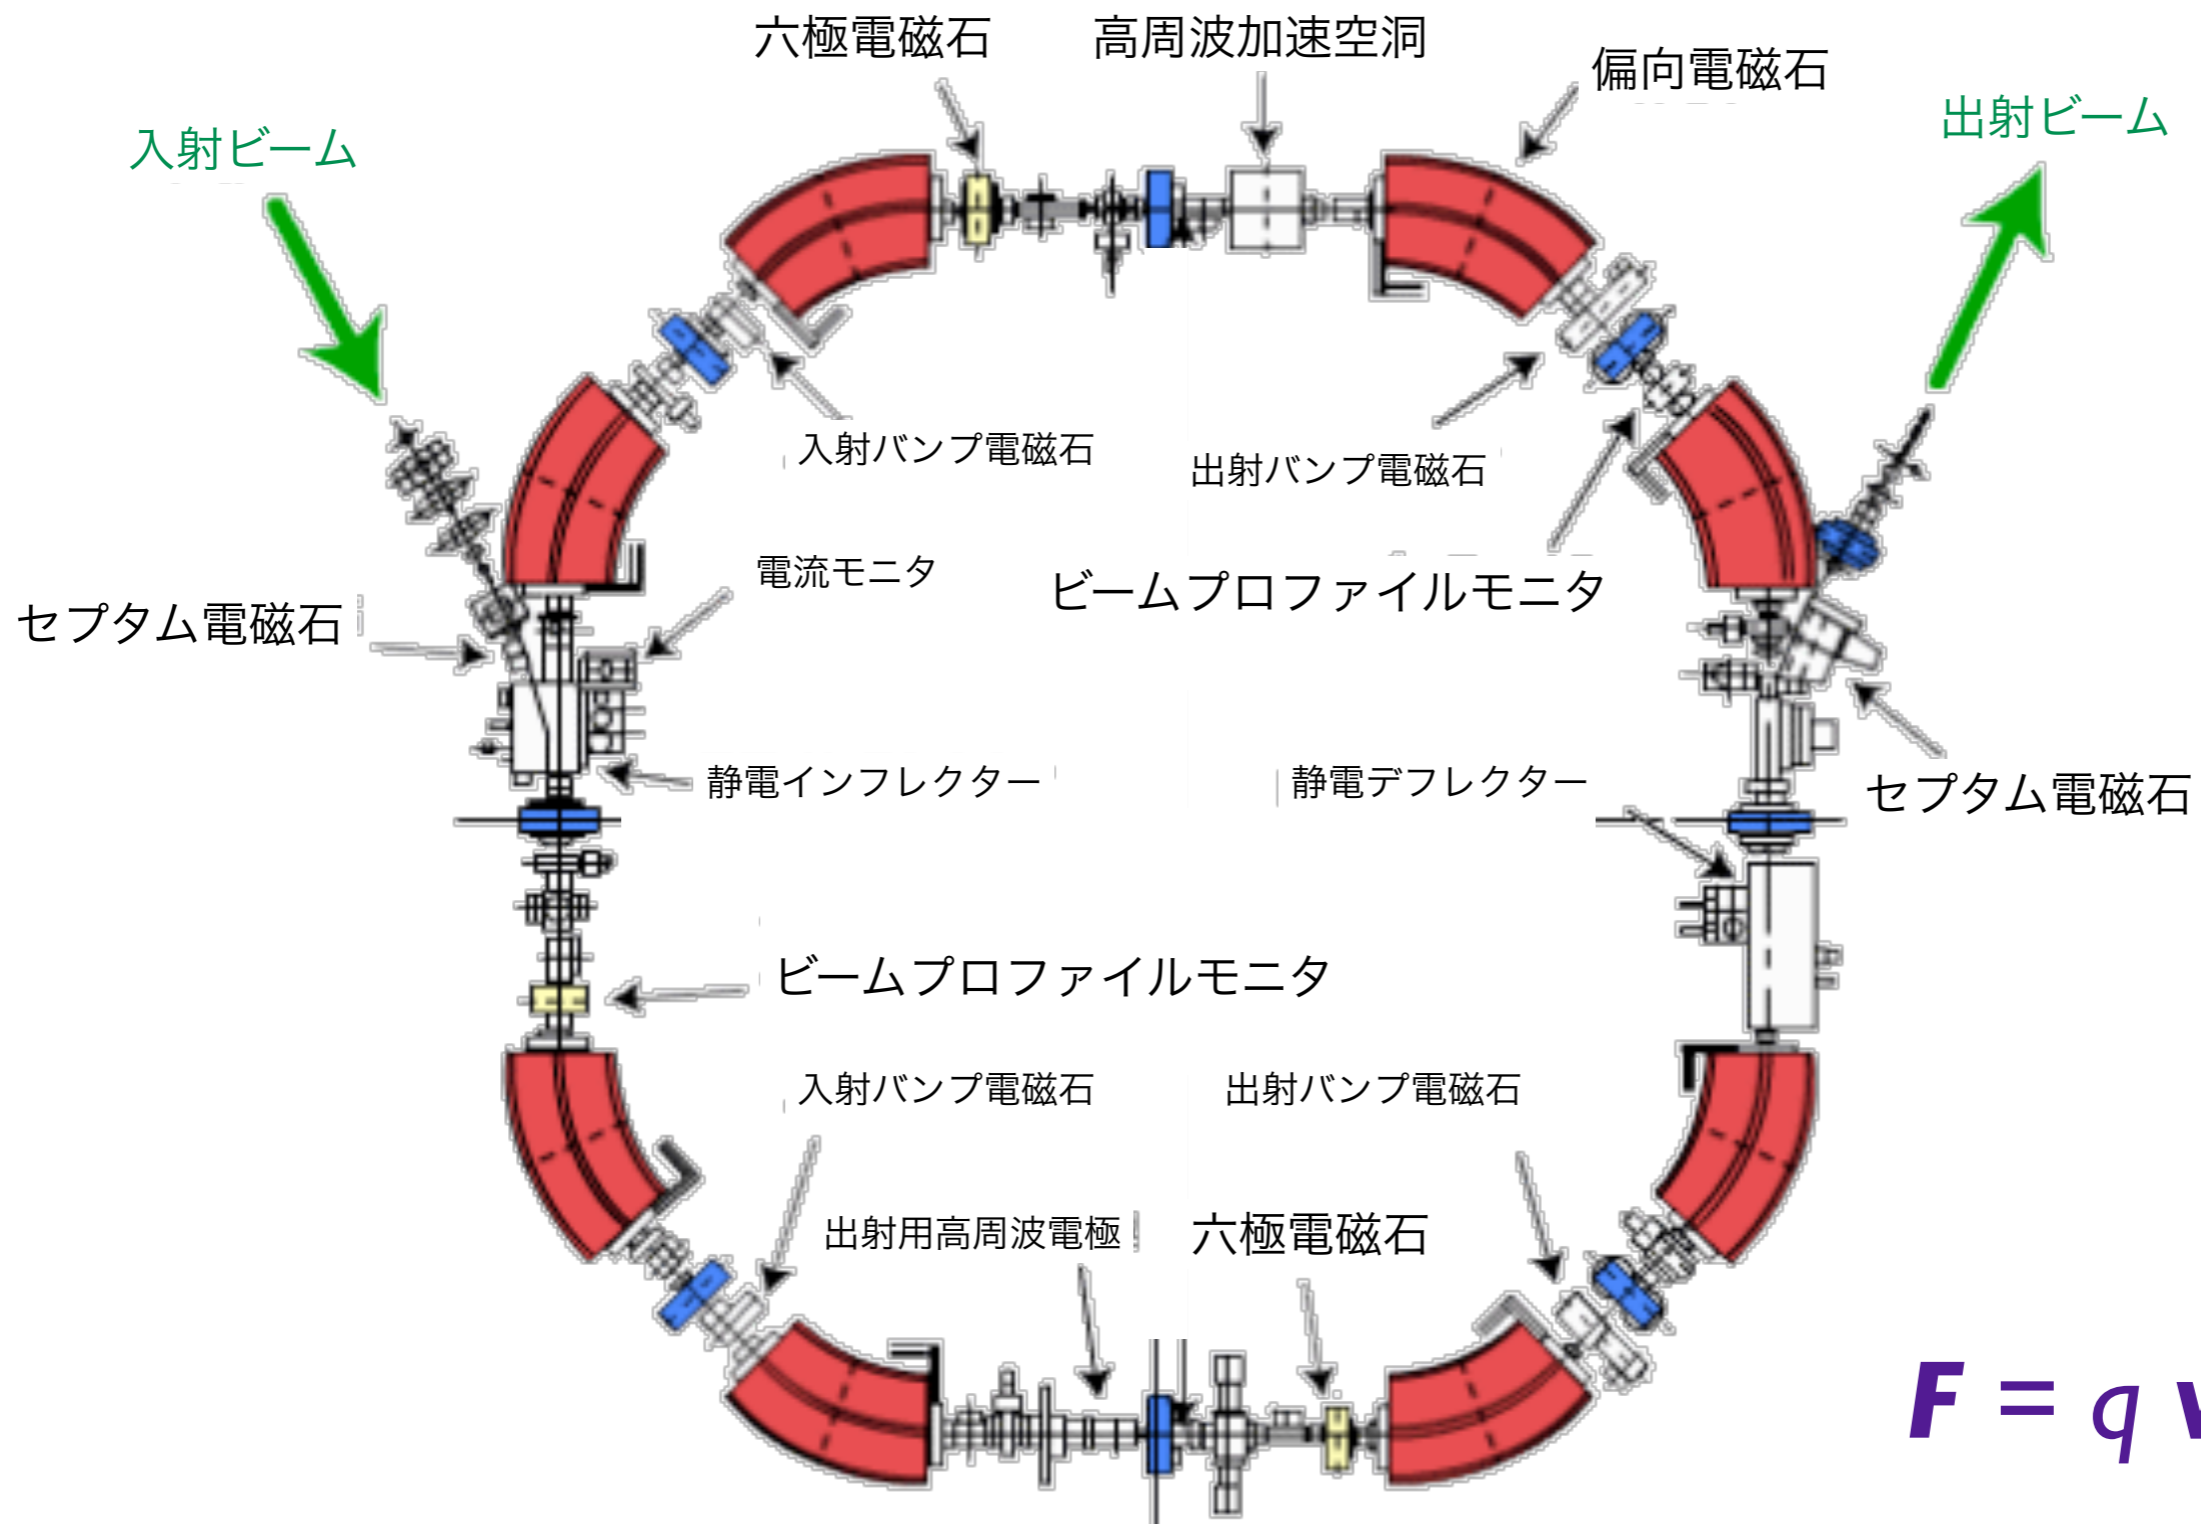 六極電磁石
高周波加速空洞
偏向電磁石
入射ビーム
出射ビーム
入射バンプ電磁石
出射バンプ電磁石
電流モニタ
ビームプロファイルモニタ
セプタム電磁石
静電インフレクター
静電デフレクター
セプタム電磁石
ビームプロファイルモニタ
入射バンプ電磁石
出射バンプ電磁石
出射用高周波電極
六極電磁石
F = q